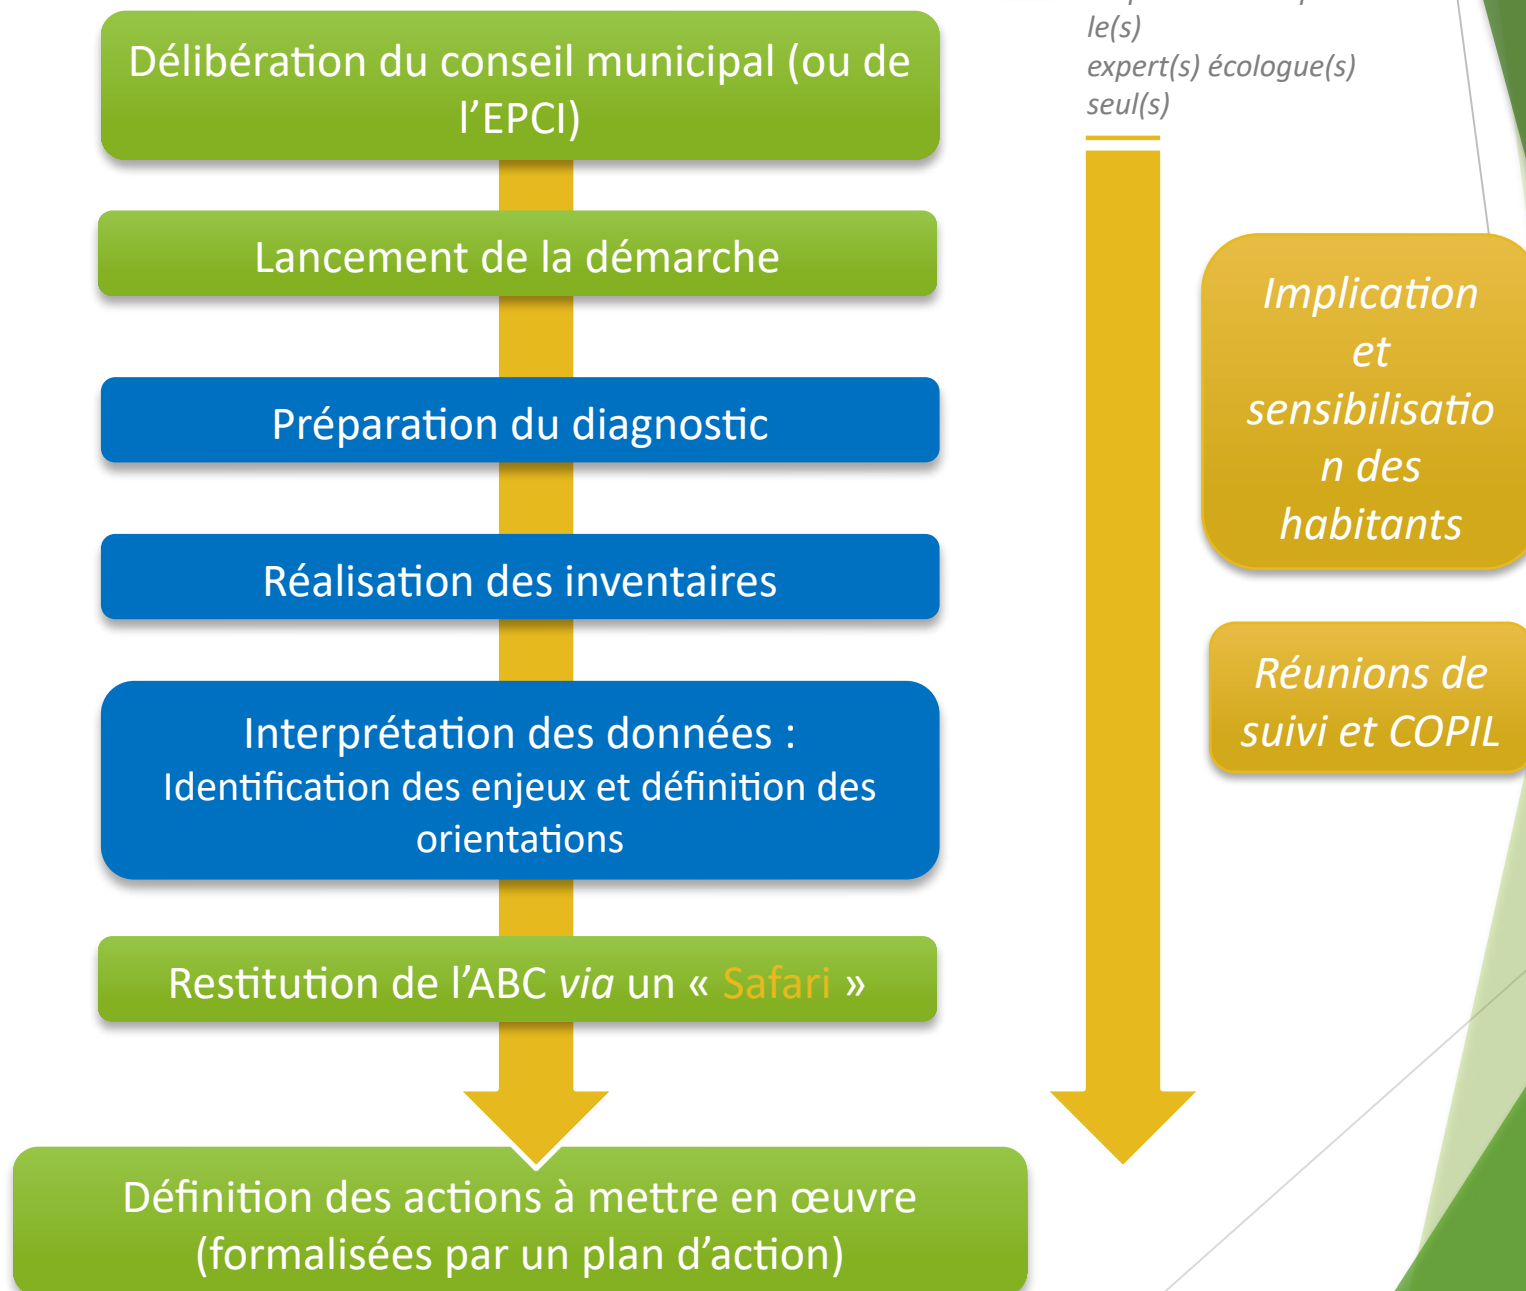 le(s)
expert(s) écologue(s)
seul(s)
Délibération du conseil municipal (ou de
l’EPCI)
Lancement de la démarche
Préparation du diagnostic
Réalisation des inventaires
Interprétation des données :
Identification des enjeux et définition des
orientations
Restitution de l’ABC via un « Safari »
Définition des actions à mettre en œuvre
(formalisées par un plan d’action)
Implication
et
sensibilisatio
n des
habitants
Réunions de
suivi et COPIL